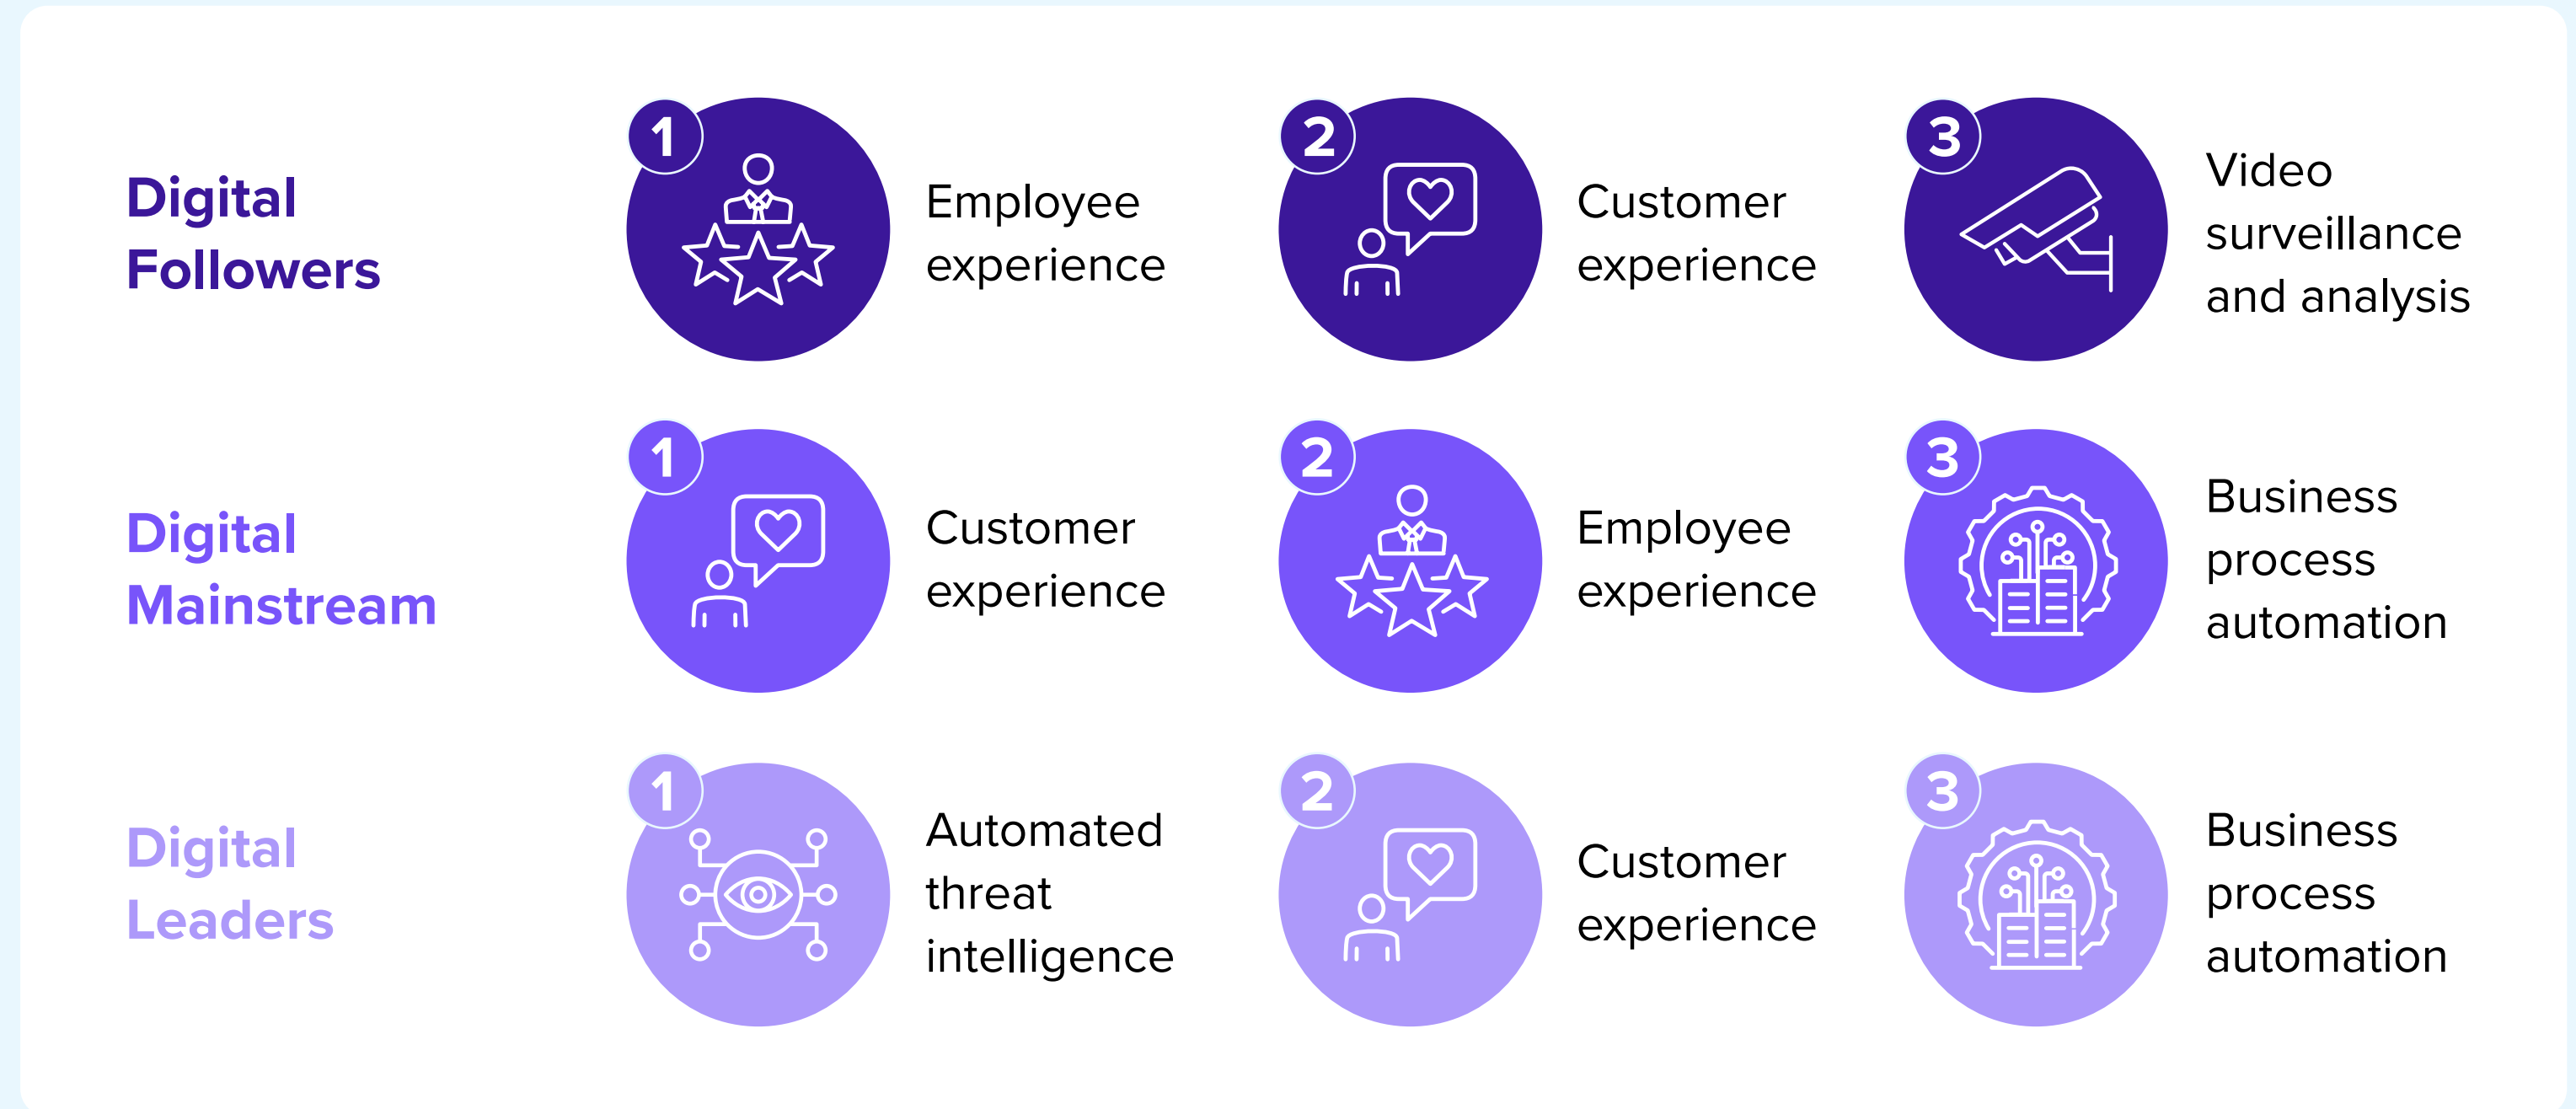 Digital
Followers
1
Employee
experience
2
Customer
experience
3
Video
surveillance
and analysis
Digital
Mainstream
1
Customer
experience
2
Employee
experience
3
Business
process
automation
Digital
Leaders
1
Automated
threat
intelligence
2
Customer
experience
3
Business
process
automation